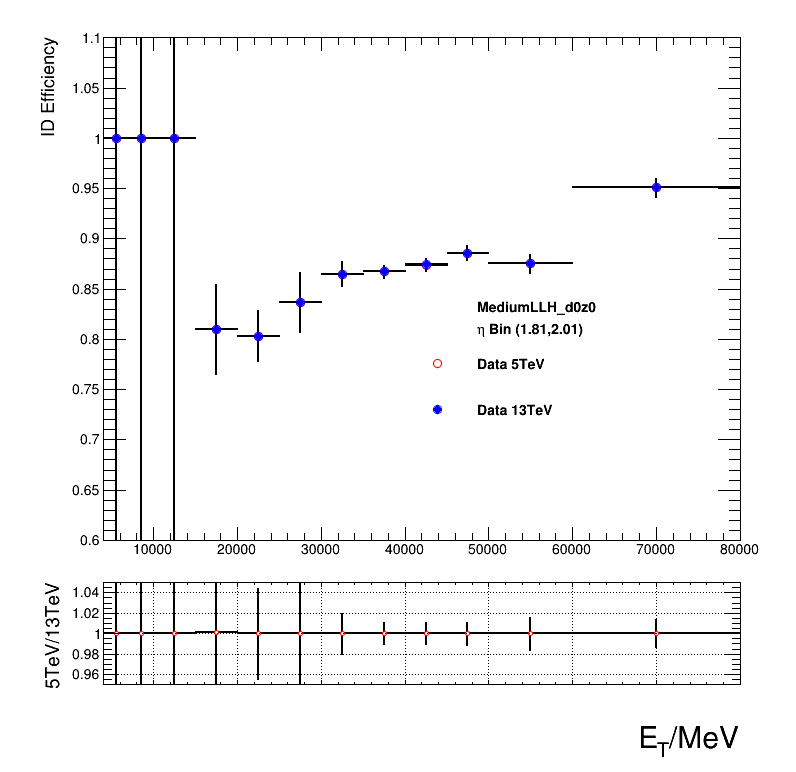 ID Efficiency
1.1
1.05
1
0.95
0.9
0.85
0.8
0.75
0.7
0.65
0.6
MediumLLH_d0z0
η Bin (1.81,2.01)
Data 5TeV
Data 13TeV
10000 20000 30000 40000 50000 60000 70000 80000
5TeV/13TeV
1.04
1.02
1
0.98
0.96
E_T/MeV